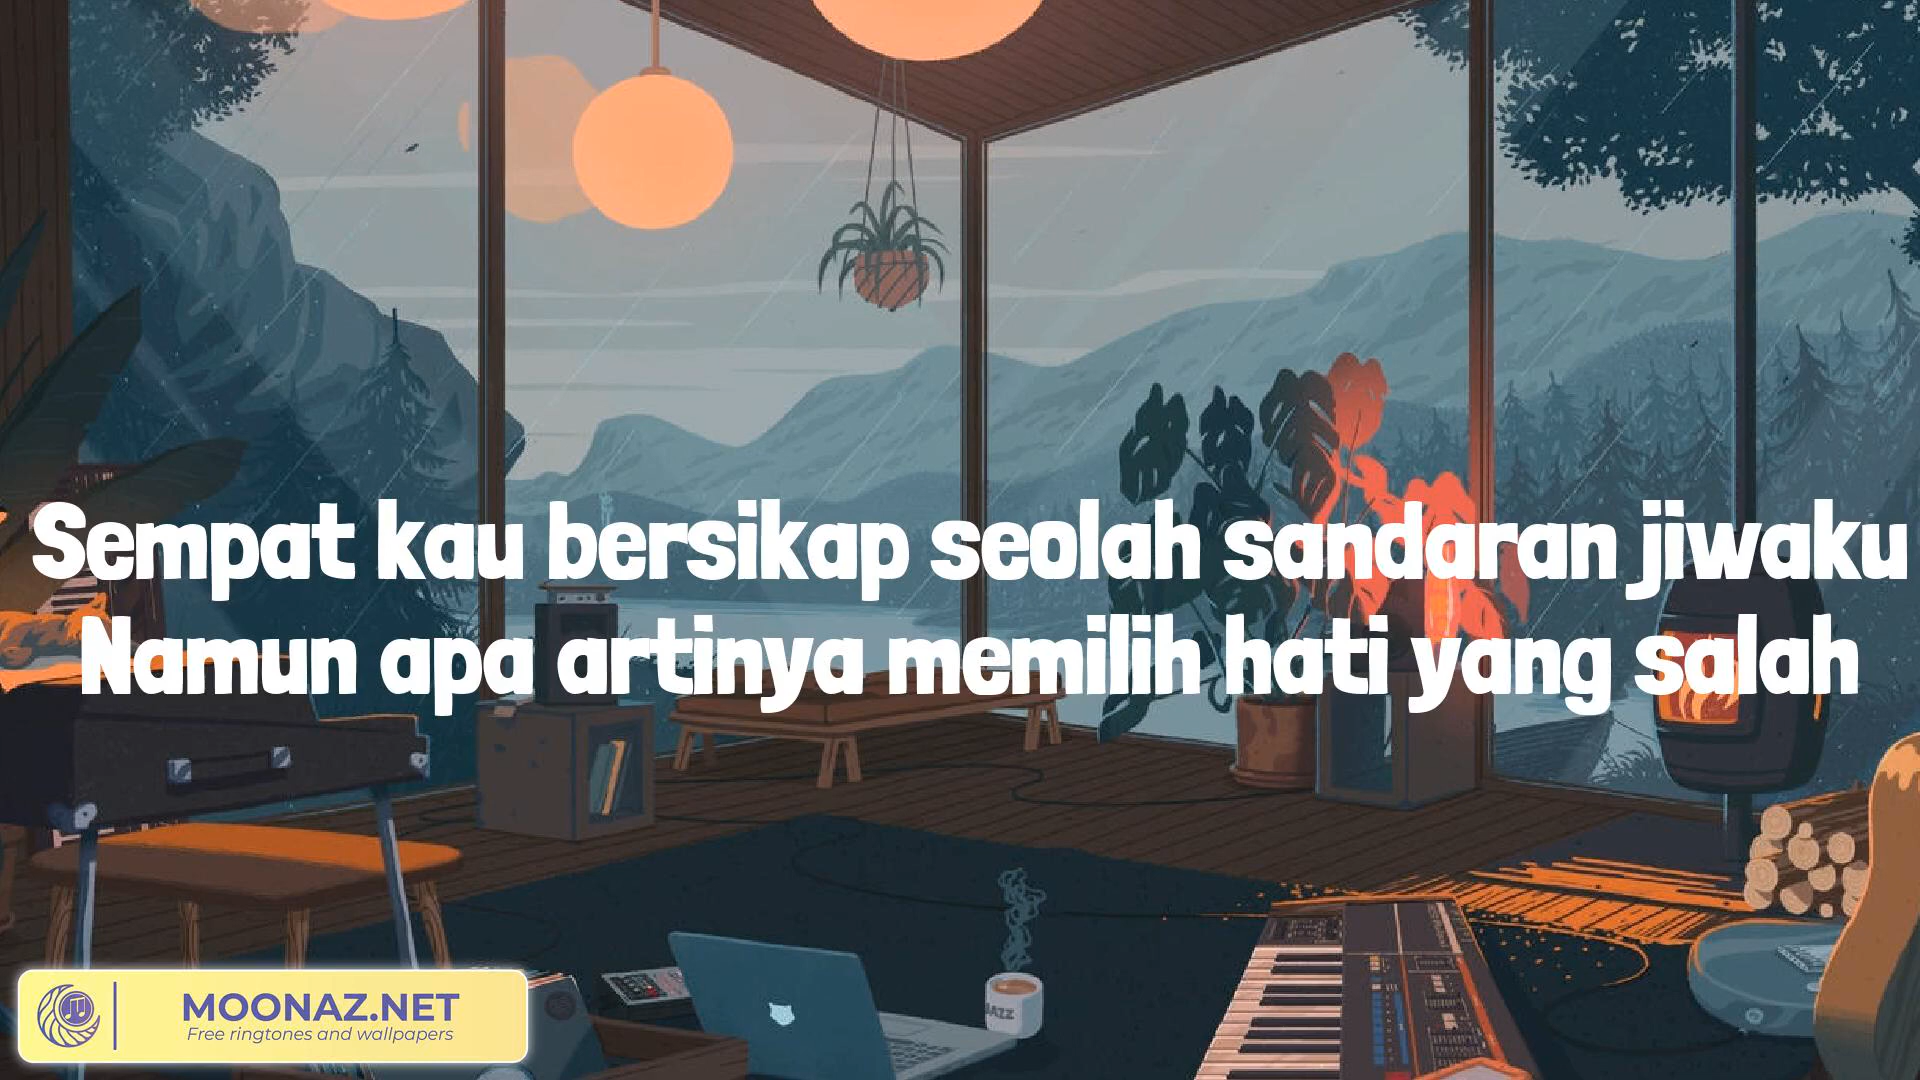 Sempat kau bersikap seolah sandaran jiwaku
Namun apa artinya memilih hati yang salah
JAZZ
MOONAZ.NET
Free ringtones and wallpapers